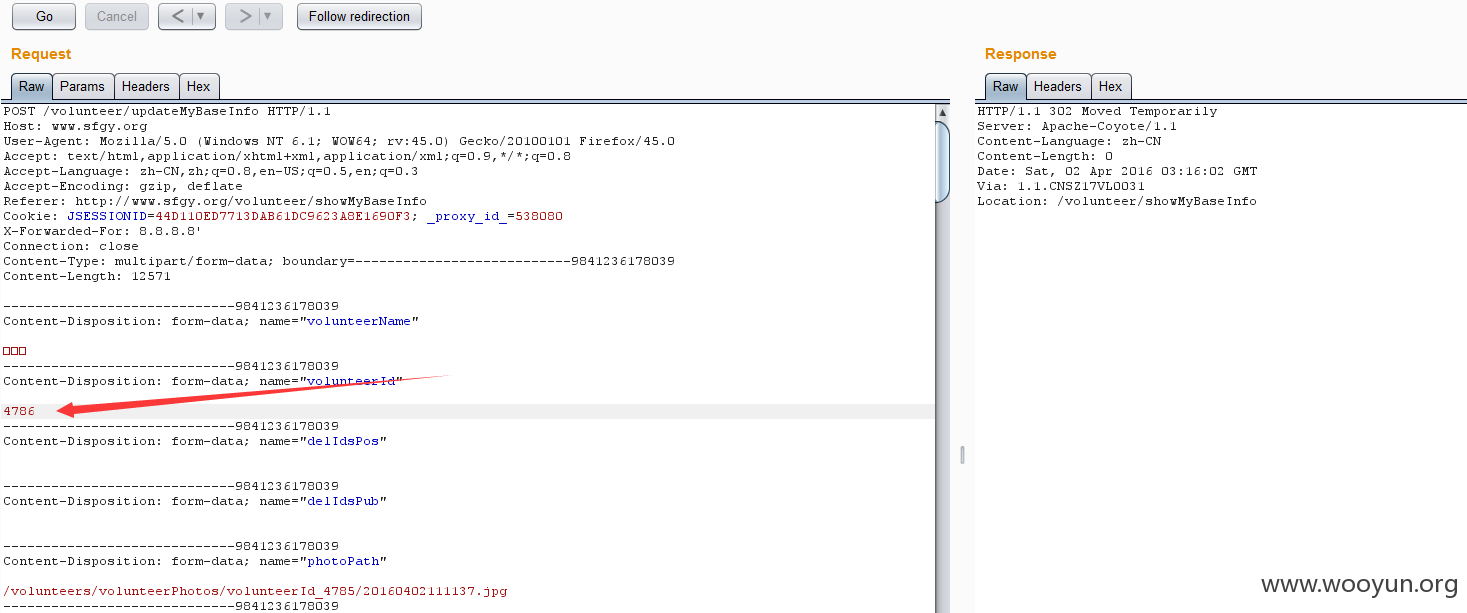 Go Cancel < ▼ > ▼ Follow redirection
Request
Raw Params Headers Hex
POST /volunteer/updateMyBaseInfo HTTP/1.1
Host: www.sfgy.org
User-Agent: Mozilla/5.0 (Windows NT 6.1; WOW64; rv:45.0) Gecko/20100101 Firefox/45.0
Accept: text/html,application/xhtml+xml,application/xml;q=0.9,*/*;q=0.8
Accept-Language: zh-CN,zh;q=0.8,en-US;q=0.5,en;q=0.3
Accept-Encoding: gzip, deflate
Referer: http://www.sfgy.org/volunteer/showMyBaseInfo
Cookie: JSESSIONID=44D110ED7713DAB61DC9623A8E1690F3; _proxy_id_=538080
X-Forwarded-For: 8.8.8.8'
Connection: close
Content-Type: multipart/form-data; boundary=---------------------------9841236178039
Content-Length: 12571
-----------------------------9841236178039
Content-Disposition: form-data; name="volunteerName"
□□□
-----------------------------9841236178039
Content-Disposition: form-data; name="volunteerId"
4786
-----------------------------9841236178039
Content-Disposition: form-data; name="delIdsPos"
-----------------------------9841236178039
Content-Disposition: form-data; name="delIdsPub"
-----------------------------9841236178039
Content-Disposition: form-data; name="photoPath"
/volunteers/volunteerPhotos/volunteerId_4785/20160402111137.jpg
-----------------------------9841236178039
Response
Raw Headers Hex
HTTP/1.1 302 Moved Temporarily
Server: Apache-Coyote/1.1
Content-Language: zh-CN
Content-Length: 0
Date: Sat, 02 Apr 2016 03:16:02 GMT
Via: 1.1.CNSZ17VL0031
Location: /volunteer/showMyBaseInfo
www.wooyun.org